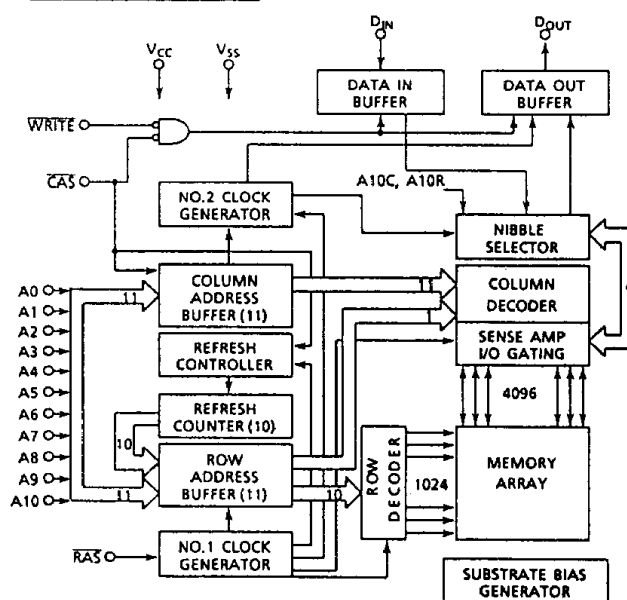 D_IN
D_OUT
V_CC
V_SS
DATA IN
BUFFER
DATA OUT
BUFFER
WRITE
CAS
A10C, A10R
NO.2 CLOCK
GENERATOR
NIBBLE
SELECTOR
COLUMN
ADDRESS
BUFFER (11)
11
11
COLUMN
DECODER
A0
A1
A2
A3
A4
A5
A6
A7
A8
A9
A10
REFRESH
CONTROLLER
SENSE AMP
I/O GATING
4096
REFRESH
COUNTER (10)
10
ROW
ADDRESS
BUFFER (11)
11
10
ROW
DECODER
1024
MEMORY
ARRAY
RAS
NO.1 CLOCK
GENERATOR
SUBSTRATE BIAS
GENERATOR